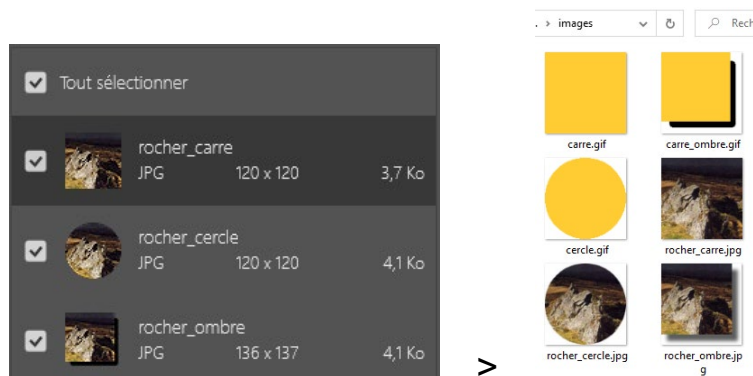 Tout sélectionner
rocher_carre
JPG 120 x 120 3,7 Ko
rocher_cercle
JPG 120 x 120 4,1 Ko
rocher_ombre
JPG 136 x 137 4,1 Ko
>
. > images Rech
carre.gif carre_ombre.gif
cercle.gif rocher_carre.jpg
rocher_cercle.jpg rocher_ombre.jp
g